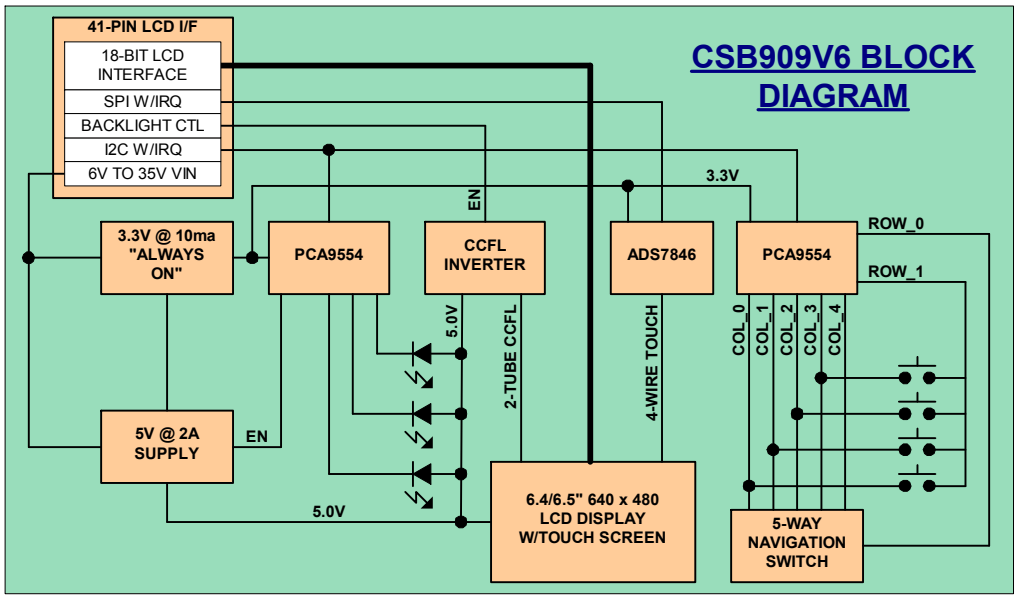 41-PIN LCD I/F
18-BIT LCD
INTERFACE
SPI W/IRQ
BACKLIGHT CTL
I2C W/IRQ
6V TO 35V VIN
CSB909V6 BLOCK
DIAGRAM
3.3V
EN
ROW_0
3.3V @ 10ma
"ALWAYS
ON"
PCA9554
CCFL
INVERTER
ADS7846
PCA9554
ROW_1
5.0V
2-TUBE CCFL
4-WIRE TOUCH
COL_0
COL_1
COL_2
COL_3
COL_4
5V @ 2A
SUPPLY
EN
5.0V
6.4/6.5" 640 x 480
LCD DISPLAY
W/TOUCH SCREEN
5-WAY
NAVIGATION
SWITCH